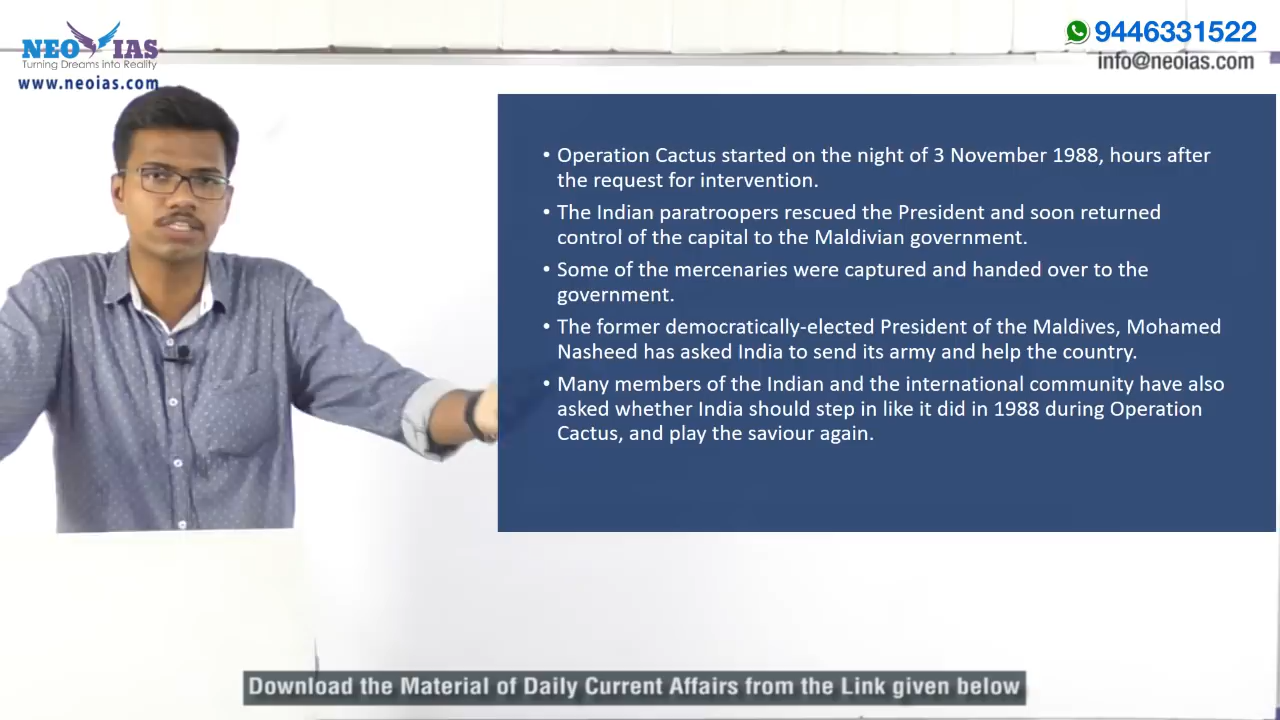 NEO IAS
Turning Dreams into Reality
www.neoias.com
9446331522
info@neoias.com
• Operation Cactus started on the night of 3 November 1988, hours after
the request for intervention.
• The Indian paratroopers rescued the President and soon returned
control of the capital to the Maldivian government.
• Some of the mercenaries were captured and handed over to the
government.
• The former democratically-elected President of the Maldives, Mohamed
Nasheed has asked India to send its army and help the country.
• Many members of the Indian and the international community have also
asked whether India should step in like it did in 1988 during Operation
Cactus, and play the saviour again.
Download the Material of Daily Current Affairs from the Link given below